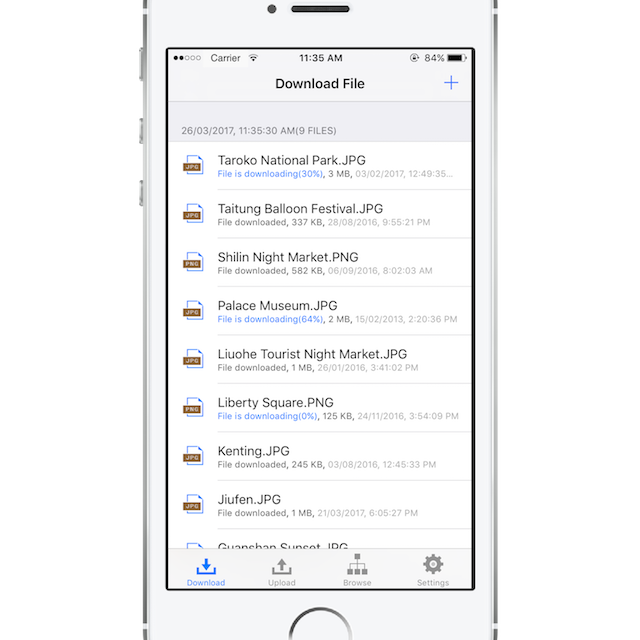 Carrier 11:35 AM 84%
Download File +
26/03/2017, 11:35:30 AM(9 FILES)
JPG Taroko National Park.JPG
File is downloading(30%), 3 MB, 03/02/2017, 12:49:35...
JPG Taitung Balloon Festival.JPG
File downloaded, 337 KB, 28/08/2016, 9:55:21 PM
PNG Shilin Night Market.PNG
File downloaded, 582 KB, 06/09/2016, 8:02:03 AM
JPG Palace Museum.JPG
File is downloading(64%), 2 MB, 15/02/2013, 2:20:36 PM
JPG Liuohe Tourist Night Market.JPG
File downloaded, 1 MB, 26/01/2016, 3:41:02 PM
PNG Liberty Square.PNG
File is downloading(0%), 125 KB, 24/11/2016, 3:54:09 PM
JPG Kenting.JPG
File downloaded, 245 KB, 03/08/2016, 12:45:33 PM
JPG Jiufen.JPG
File downloaded, 1 MB, 21/03/2017, 6:05:27 PM
Guanshan Sunset.JPG
Download Upload Browse Settings